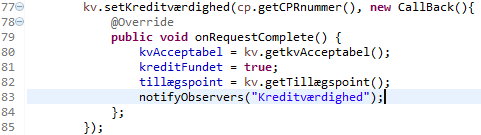 77 kv.setKreditværdighed(cp.getCPRnummer(), new CallBack(){
78 @Override
79 public void onRequestComplete() {
80 kvAcceptabel = kv.getkvAcceptabel();
81 kreditFundet = true;
82 tillægspoint = kv.getTillægspoint();
83 notifyObservers("Kreditværdighed");
84 };
85 });